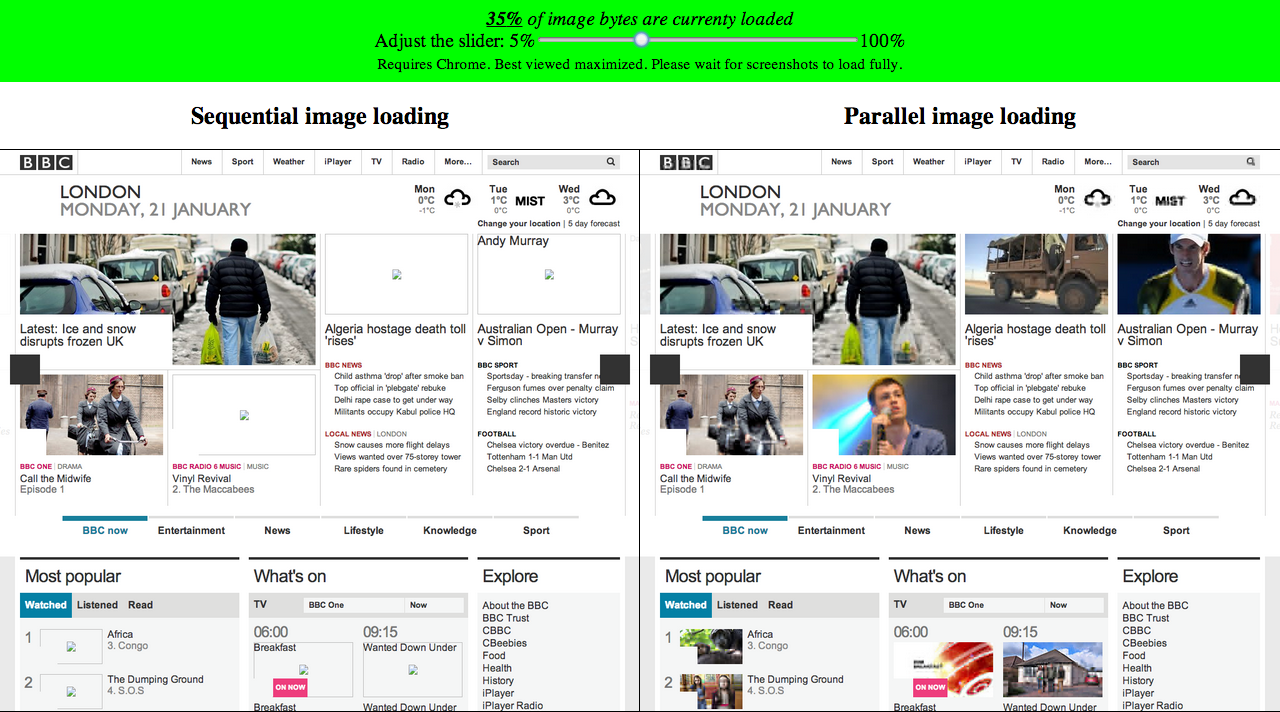 35% of image bytes are currenty loaded
Adjust the slider: 5% 100%
Requires Chrome. Best viewed maximized. Please wait for screenshots to load fully.
Sequential image loading
BBC News Sport Weather iPlayer TV Radio More... Search
LONDON
MONDAY, 21 JANUARY
Mon 0°C -1°C
Tue 1°C 0°C MIST
Wed 3°C 0°C
Change your location | 5 day forecast
Andy Murray
Latest: Ice and snow
disrupts frozen UK
Algeria hostage death toll
'rises'
BBC NEWS
Child asthma 'drop' after smoke ban
Top official in 'plebgate' rebuke
Delhi rape case to get under way
Militants occupy Kabul police HQ
LOCAL NEWS | LONDON
Snow causes more flight delays
Views wanted over 75-storey tower
Rare spiders found in cemetery
Australian Open - Murray
v Simon
BBC SPORT
Sportsday - breaking transfer
Ferguson fumes over penalty claim
Selby clinches Masters victory
England record historic victory
FOOTBALL
Chelsea victory overdue - Benitez
Tottenham 1-1 Man Utd
Chelsea 2-1 Arsenal
BBC ONE | DRAMA
Call the Midwife
Episode 1
BBC RADIO 6 MUSIC | MUSIC
Vinyl Revival
2. The Maccabees
BBC now Entertainment News Lifestyle Knowledge Sport
Most popular
Watched Listened Read
1 Africa
3. Congo
2 The Dumping Ground
4. S.O.S
What's on
TV BBC One Now
06:00 09:15
Breakfast Wanted Down Under
ON NOW
Breakfast Wanted Down Under
Explore
About the BBC
BBC Trust
CBBC
CBeebies
Food
Health
History
iPlayer
iPlayer Radio
Parallel image loading
BBC News Sport Weather iPlayer TV Radio More... Search
LONDON
MONDAY, 21 JANUARY
Mon 0°C -1°C
Tue 1°C 0°C MIST
Wed 3°C 0°C
Change your location | 5 day forecast
Latest: Ice and snow
disrupts frozen UK
Algeria hostage death toll
'rises'
BBC NEWS
Child asthma 'drop' after smoke ban
Top official in 'plebgate' rebuke
Delhi rape case to get under way
Militants occupy Kabul police HQ
LOCAL NEWS | LONDON
Snow causes more flight delays
Views wanted over 75-storey tower
Rare spiders found in cemetery
Australian Open - Murray
v Simon
BBC SPORT
Sportsday - breaking transfer
Ferguson fumes over penalty claim
Selby clinches Masters victory
England record historic victory
FOOTBALL
Chelsea victory overdue - Benitez
Tottenham 1-1 Man Utd
Chelsea 2-1 Arsenal
BBC ONE | DRAMA
Call the Midwife
Episode 1
BBC RADIO 6 MUSIC | MUSIC
Vinyl Revival
2. The Maccabees
BBC now Entertainment News Lifestyle Knowledge Sport
Most popular
Watched Listened Read
1 Africa
3. Congo
2 The Dumping Ground
4. S.O.S
What's on
TV BBC One Now
06:00 09:15
ON NOW
Breakfast Wanted Down Under
Explore
About the BBC
BBC Trust
CBBC
CBeebies
Food
Health
History
iPlayer
iPlayer Radio